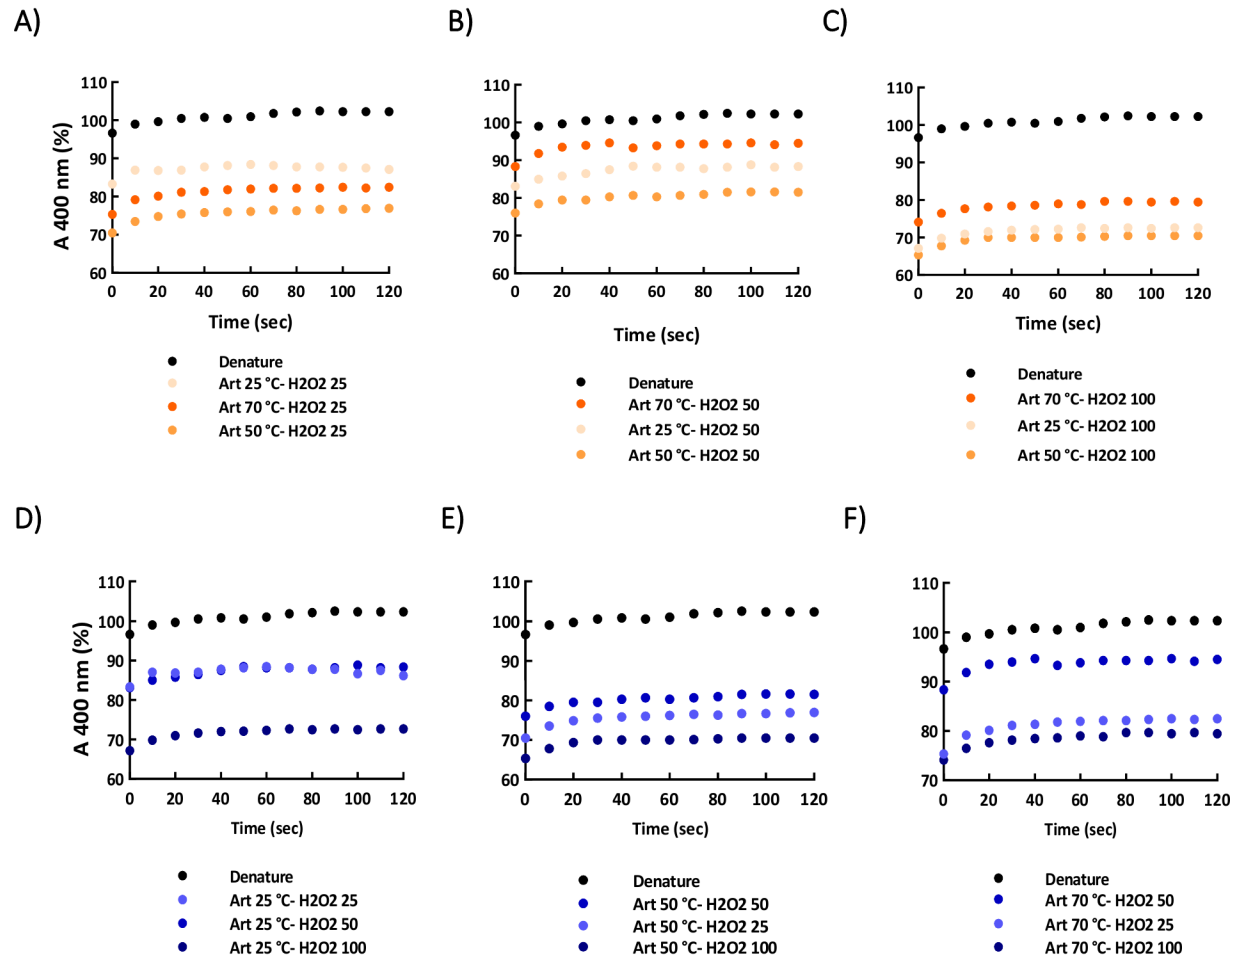 A)
B)
C)
110
100
90
80
70
60
A 400 nm (%)
0 20 40 60 80 100 120
Time (sec)
Denature
Art 25 °C- H2O2 25
Art 70 °C- H2O2 25
Art 50 °C- H2O2 25
110
100
90
80
70
60
0 20 40 60 80 100 120
Time (sec)
Denature
Art 70 °C- H2O2 50
Art 25 °C- H2O2 50
Art 50 °C- H2O2 50
110
100
90
80
70
60
0 20 40 60 80 100 120
Time (sec)
Denature
Art 70 °C- H2O2 100
Art 25 °C- H2O2 100
Art 50 °C- H2O2 100
D)
E)
F)
110
100
90
80
70
60
A 400 nm (%)
0 20 40 60 80 100 120
Time (sec)
Denature
Art 25 °C- H2O2 25
Art 25 °C- H2O2 50
Art 25 °C- H2O2 100
110
100
90
80
70
60
0 20 40 60 80 100 120
Time (sec)
Denature
Art 50 °C- H2O2 50
Art 50 °C- H2O2 25
Art 50 °C- H2O2 100
110
100
90
80
70
0 20 40 60 80 100 120
Time (sec)
Denature
Art 70 °C- H2O2 50
Art 70 °C- H2O2 25
Art 70 °C- H2O2 100